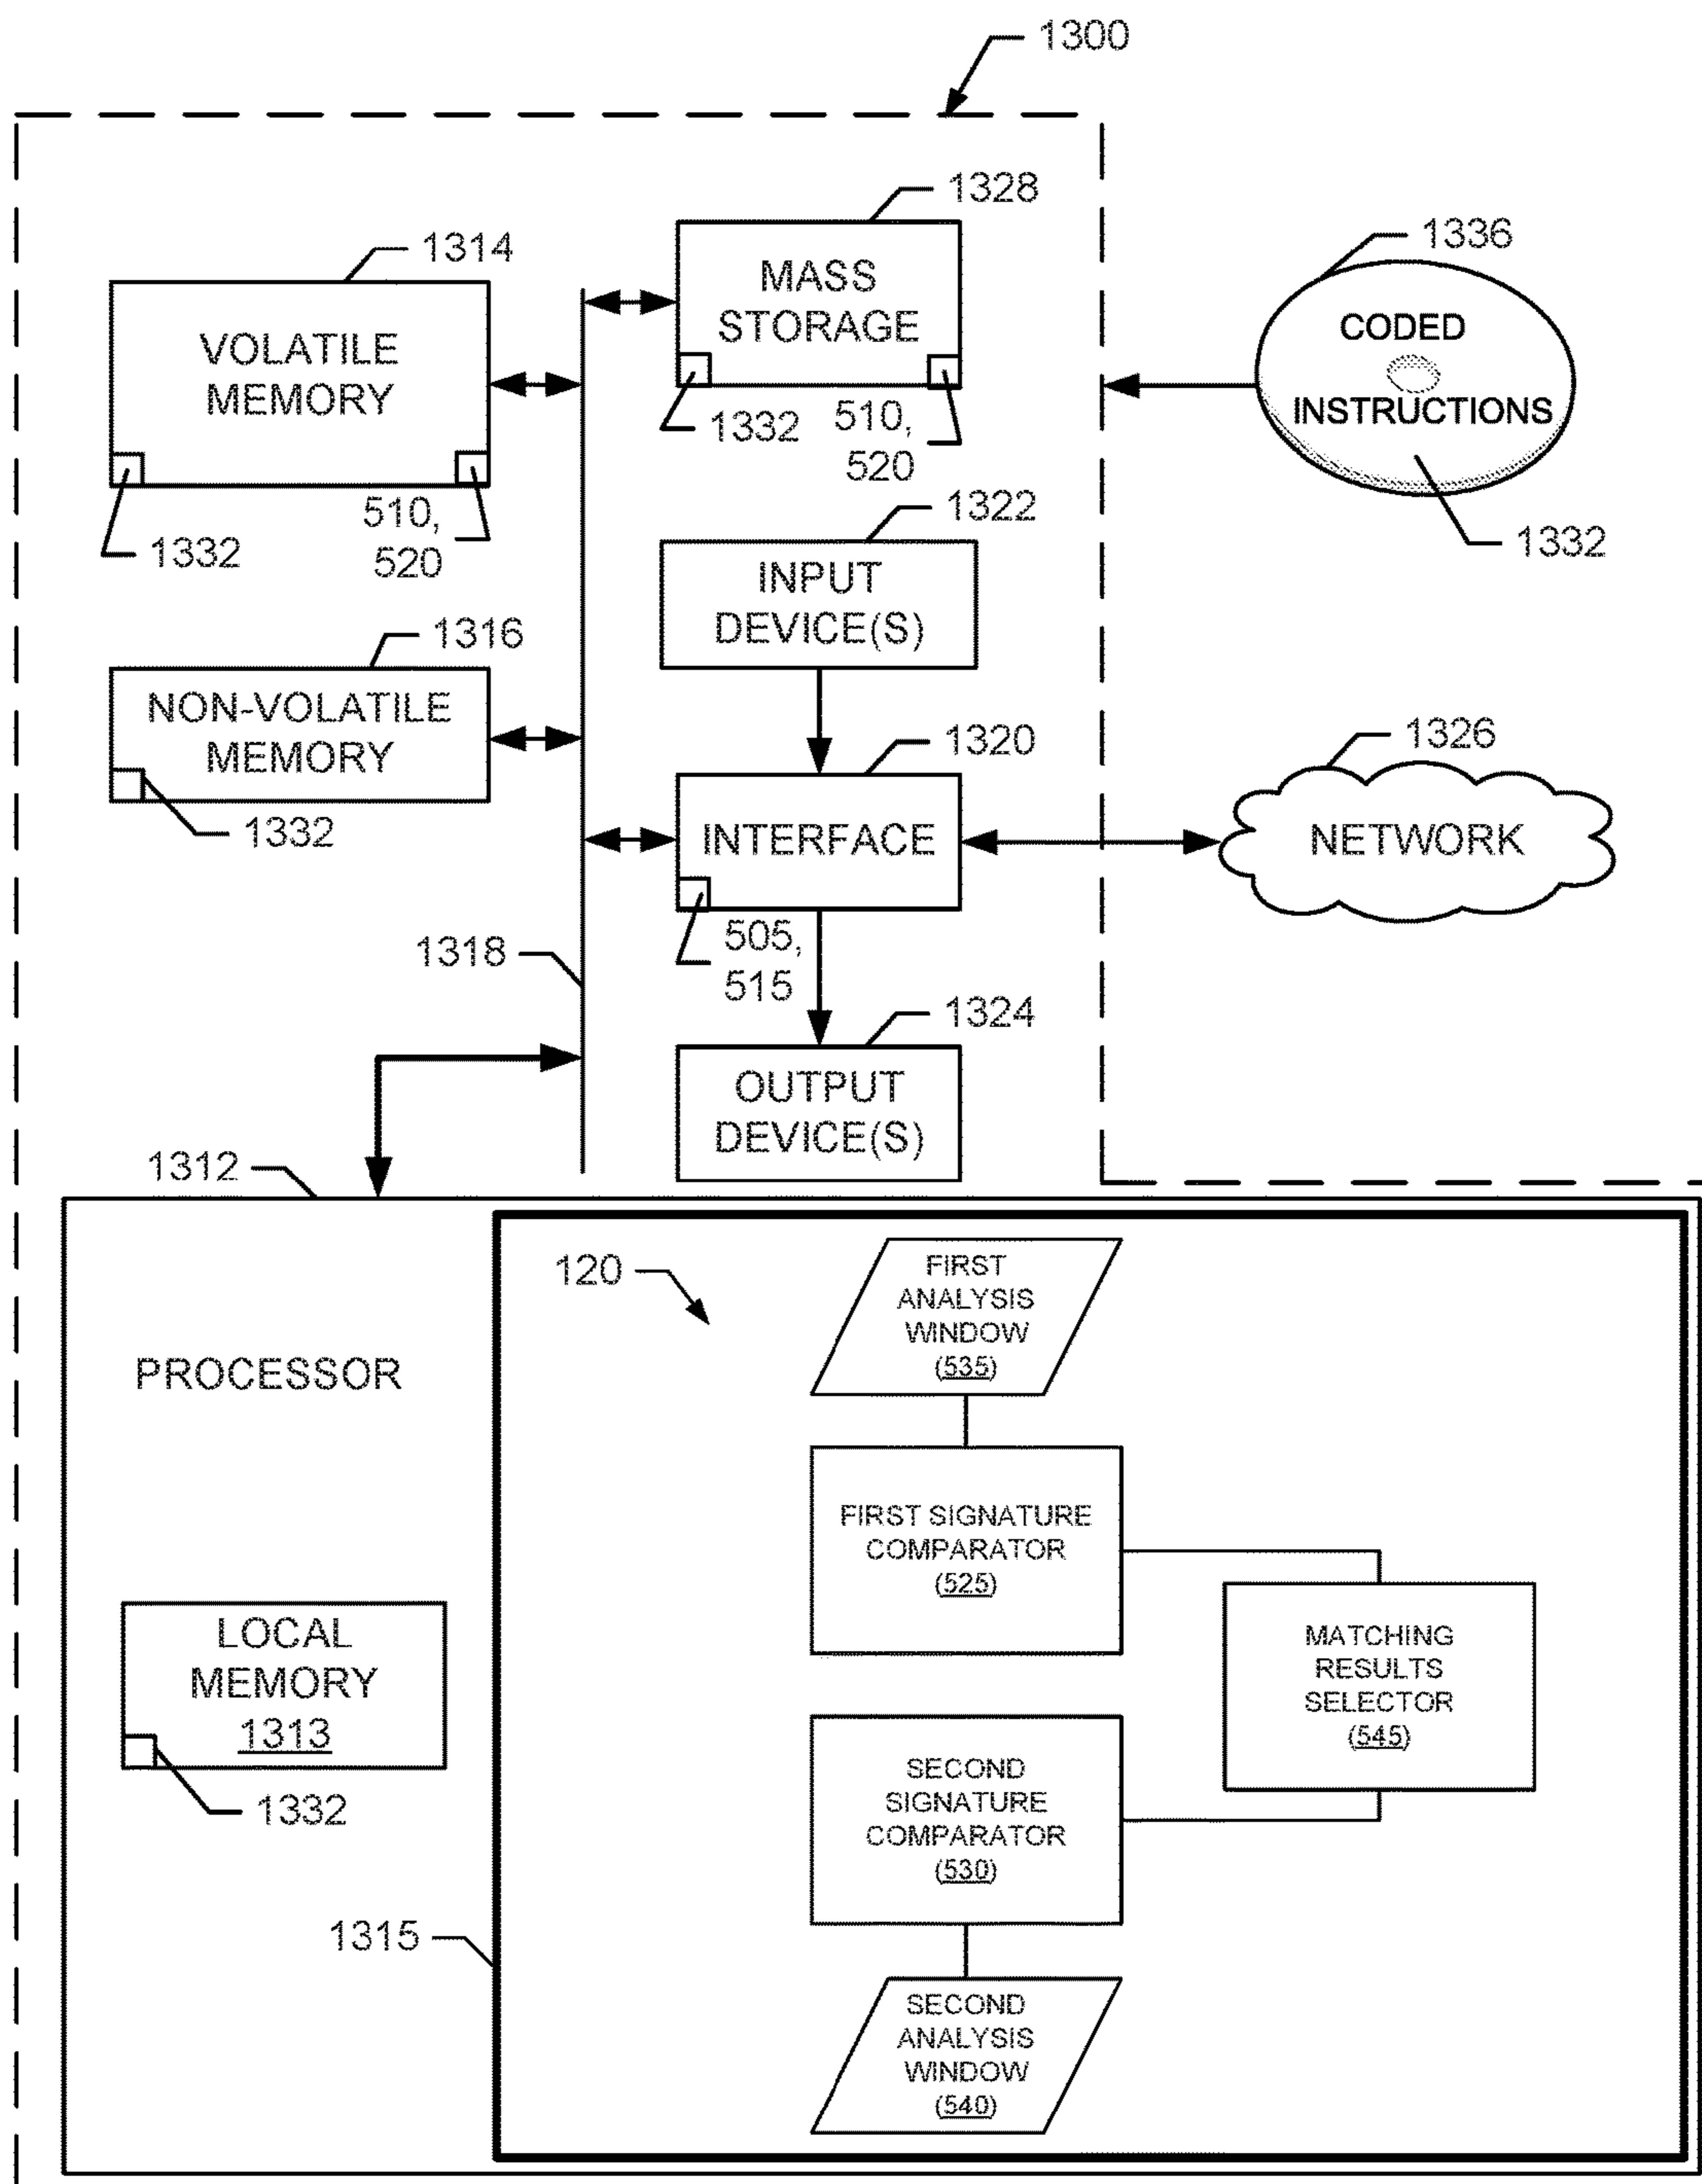 1300
1328
1314
MASS
STORAGE
1336
CODED
INSTRUCTIONS
VOLATILE
MEMORY
1332
510,
520
1332
510,
520
1332
1322
INPUT
DEVICE(S)
1316
NON-VOLATILE
MEMORY
1332
1320
INTERFACE
1326
NETWORK
505,
515
1318
1324
OUTPUT
DEVICE(S)
1312
120
FIRST
ANALYSIS
WINDOW
(535)
PROCESSOR
FIRST SIGNATURE
COMPARATOR
(525)
LOCAL
MEMORY
1313
1332
MATCHING
RESULTS
SELECTOR
(545)
SECOND
SIGNATURE
COMPARATOR
(530)
1315
SECOND
ANALYSIS
WINDOW
(540)